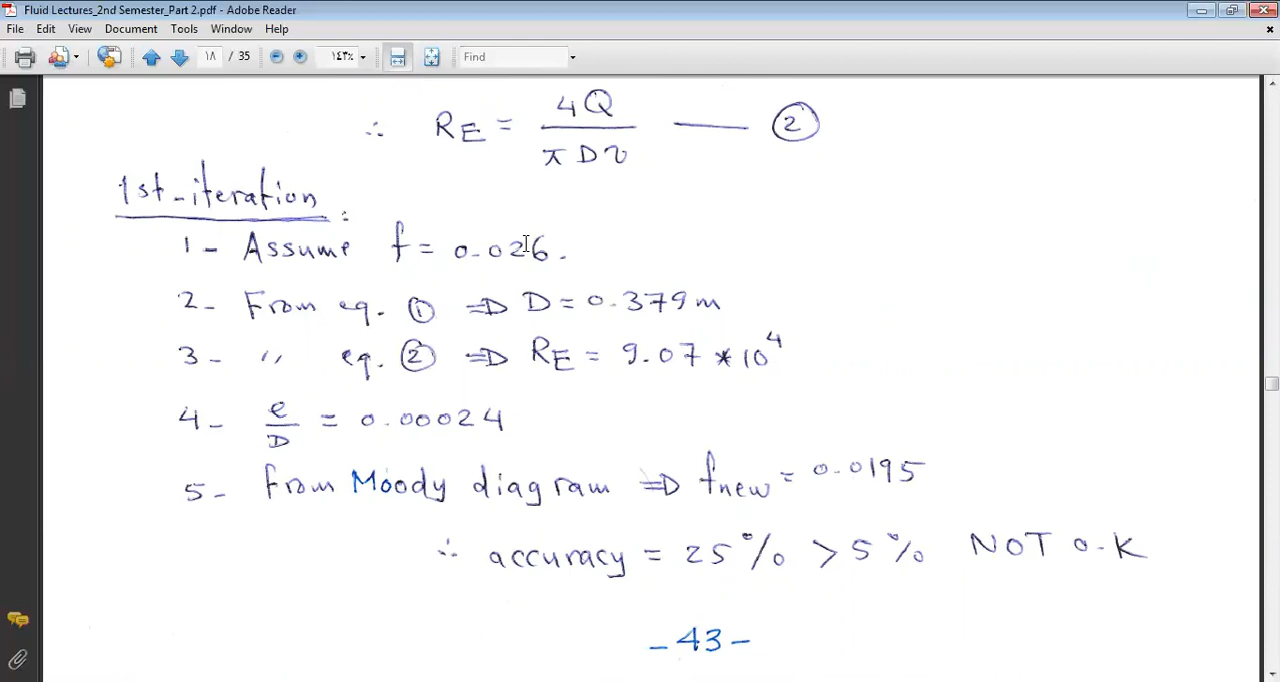 Fluid Lectures_2nd Semester_Part 2.pdf - Adobe Reader
File Edit View Document Tools Window Help
١٨ / 35 ١٤٣% Find
∴ RE = 4Q / π D ν —— ②
1st-iteration :
1- Assume f = 0.026.
2- From eq. ① ⇒ D = 0.379 m
3- 〃 eq. ② ⇒ RE = 9.07 * 10^4
4- e/D = 0.00024
5- from Moody diagram ⇒ fnew = 0.0195
∴ accuracy = 25 % > 5 % NOT O.K
- 43 -